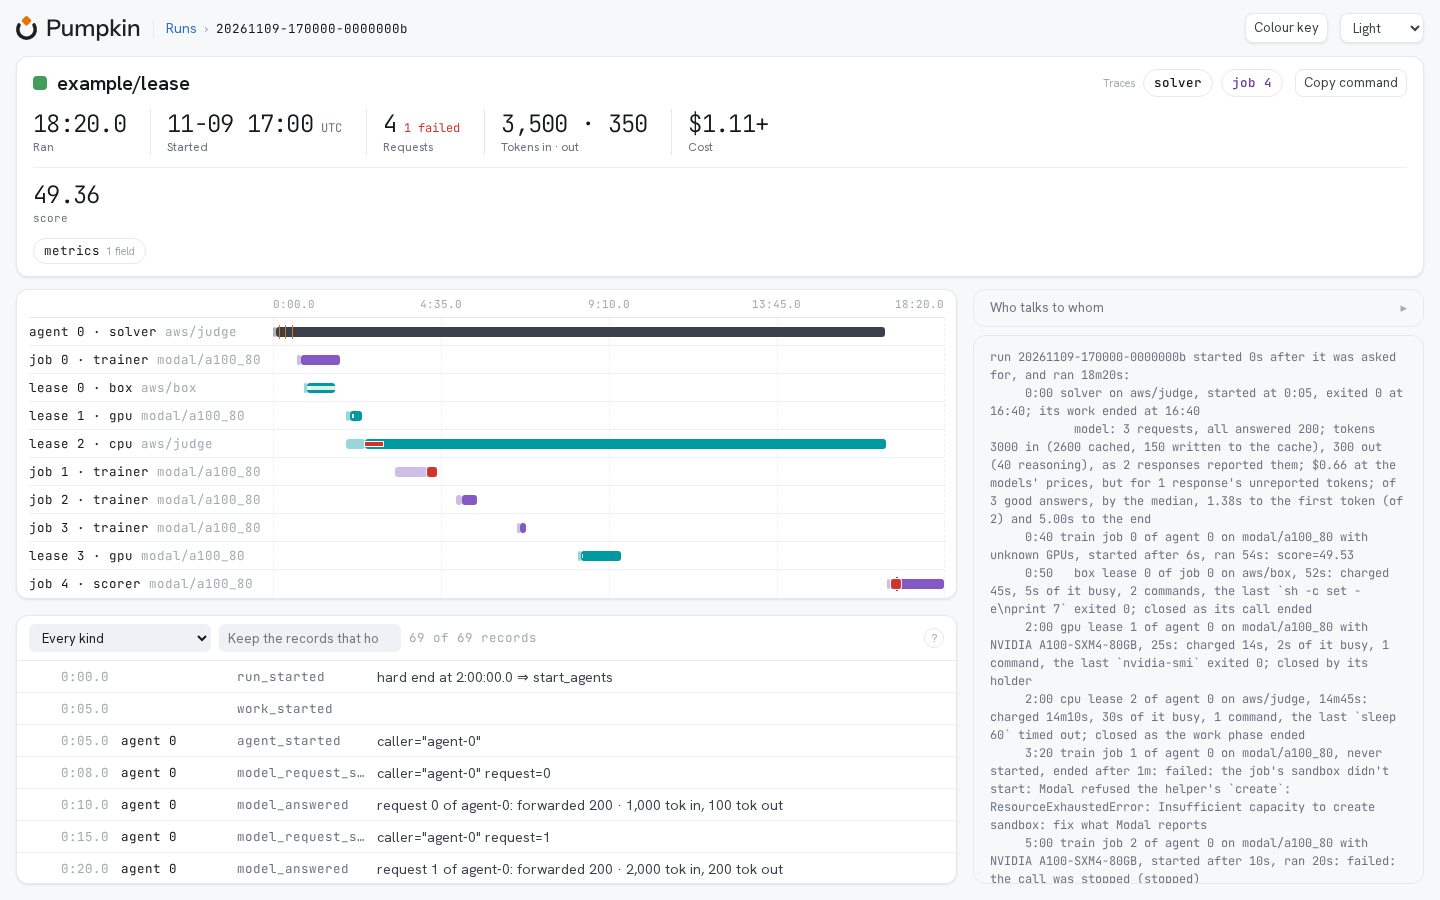 Pumpkin Runs › 20261109-170000-0000000b Colour key Light
example/lease Traces solver job 4 Copy command
18:20.0 11-09 17:00 UTC 4 1 failed 3,500 · 350 $1.11+
Ran Started Requests Tokens in · out Cost
49.36
score
metrics 1 field
0:00.0 4:35.0 9:10.0 13:45.0 18:20.0
agent 0 · solver aws/judge
job 0 · trainer modal/a100_80
lease 0 · box aws/box
lease 1 · gpu modal/a100_80
lease 2 · cpu aws/judge
job 1 · trainer modal/a100_80
job 2 · trainer modal/a100_80
job 3 · trainer modal/a100_80
lease 3 · gpu modal/a100_80
job 4 · scorer modal/a100_80
Every kind Keep the records that ho 69 of 69 records ?
0:00.0 run_started hard end at 2:00:00.0 ⇒ start_agents
0:05.0 work_started
0:05.0 agent 0 agent_started caller="agent-0"
0:08.0 agent 0 model_request_s… caller="agent-0" request=0
0:10.0 agent 0 model_answered request 0 of agent-0: forwarded 200 · 1,000 tok in, 100 tok out
0:15.0 agent 0 model_request_s… caller="agent-0" request=1
0:20.0 agent 0 model_answered request 1 of agent-0: forwarded 200 · 2,000 tok in, 200 tok out
Who talks to whom
run 20261109-170000-0000000b started 0s after it was asked
for, and ran 18m20s:
0:00 solver on aws/judge, started at 0:05, exited 0 at
16:40; its work ended at 16:40
model: 3 requests, all answered 200; tokens
3000 in (2600 cached, 150 written to the cache), 300 out
(40 reasoning), as 2 responses reported them; $0.66 at the
models' prices, but for 1 response's unreported tokens; of
3 good answers, by the median, 1.38s to the first token (of
2) and 5.00s to the end
0:40 train job 0 of agent 0 on modal/a100_80 with
unknown GPUs, started after 6s, ran 54s: score=49.53
0:50 box lease 0 of job 0 on aws/box, 52s: charged
45s, 5s of it busy, 2 commands, the last `sh -c set -
e\nprint 7` exited 0; closed as its call ended
2:00 gpu lease 1 of agent 0 on modal/a100_80 with
NVIDIA A100-SXM4-80GB, 25s: charged 14s, 2s of it busy, 1
command, the last `nvidia-smi` exited 0; closed by its
holder
2:00 cpu lease 2 of agent 0 on aws/judge, 14m45s:
charged 14m10s, 30s of it busy, 1 command, the last `sleep
60` timed out; closed as the work phase ended
3:20 train job 1 of agent 0 on modal/a100_80, never
started, ended after 1m: failed: the job's sandbox didn't
start: Modal refused the helper's `create`:
ResourceExhaustedError: Insufficient capacity to create
sandbox: fix what Modal reports
5:00 train job 2 of agent 0 on modal/a100_80 with
NVIDIA A100-SXM4-80GB, started after 10s, ran 20s: failed:
the call was stopped (stopped)